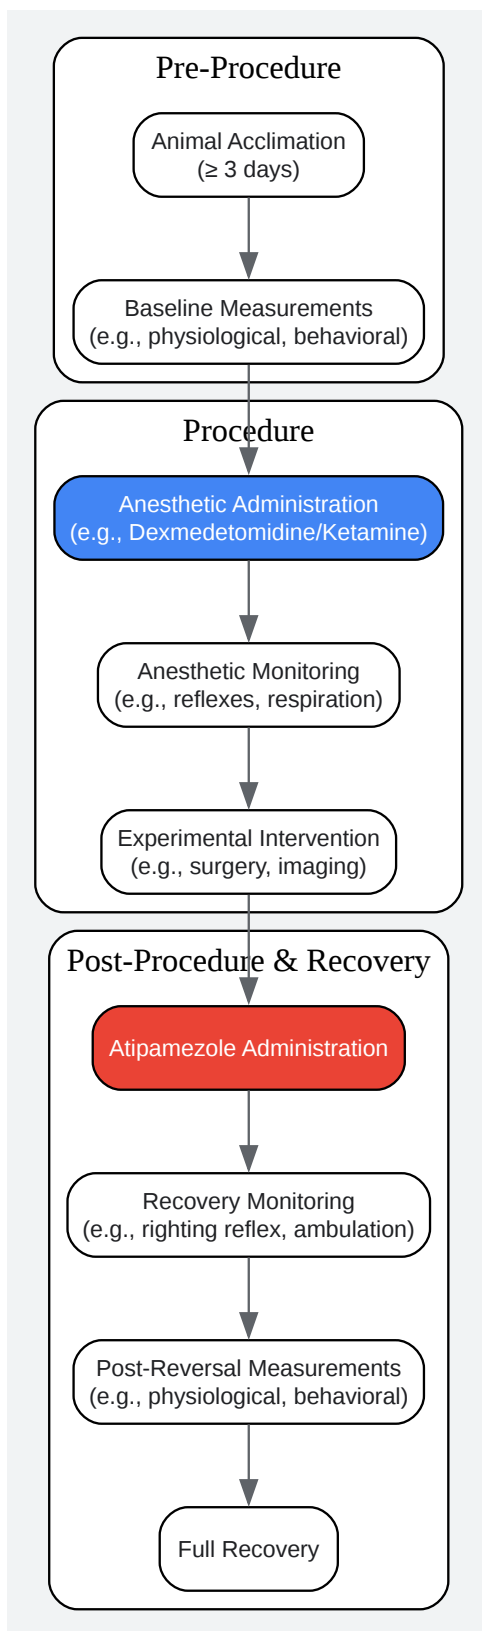 Pre-Procedure
Animal Acclimation
(≥ 3 days)
Baseline Measurements
(e.g., physiological, behavioral)
Procedure
Anesthetic Administration
(e.g., Dexmedetomidine/Ketamine)
Anesthetic Monitoring
(e.g., reflexes, respiration)
Experimental Intervention
(e.g., surgery, imaging)
Post-Procedure & Recovery
Atipamezole Administration
Recovery Monitoring
(e.g., righting reflex, ambulation)
Post-Reversal Measurements
(e.g., physiological, behavioral)
Full Recovery